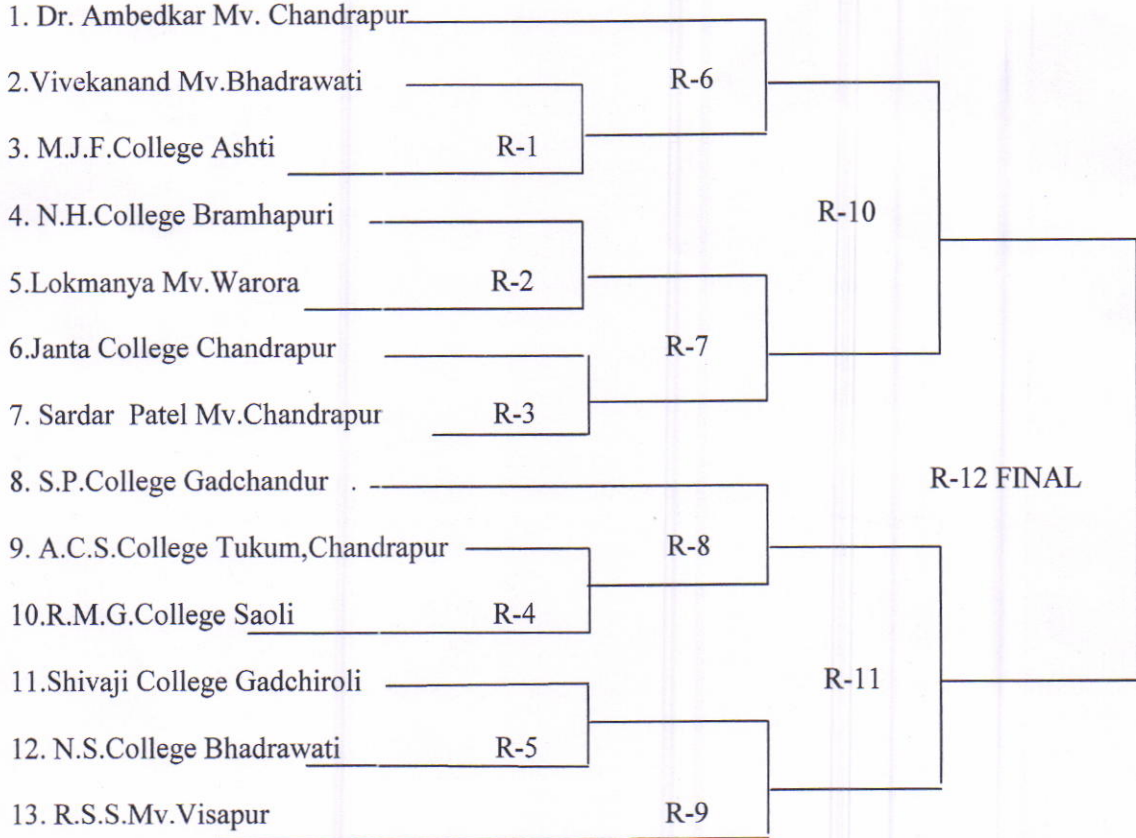 1. Dr. Ambedkar Mv. Chandrapur
2.Vivekanand Mv.Bhadrawati
R-6
3. M.J.F.College Ashti
R-1
4. N.H.College Bramhapuri
R-10
5.Lokmanya Mv.Warora
R-2
6.Janta College Chandrapur
R-7
7. Sardar Patel Mv.Chandrapur
R-3
8. S.P.College Gadchandur .
R-12 FINAL
9. A.C.S.College Tukum,Chandrapur
R-8
10.R.M.G.College Saoli
R-4
11.Shivaji College Gadchiroli
R-11
12. N.S.College Bhadrawati
R-5
13. R.S.S.Mv.Visapur
R-9